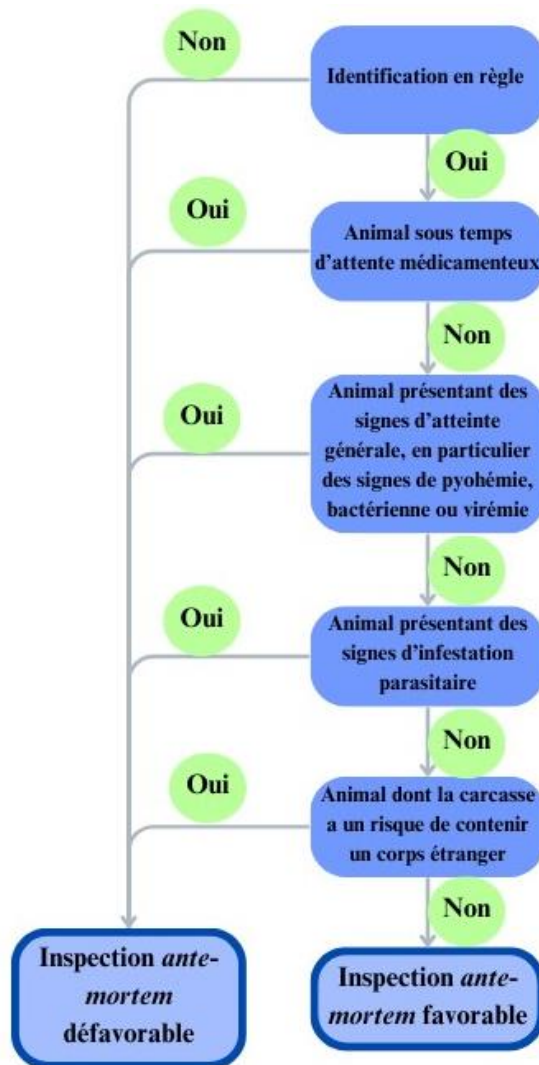 Non
Identification en règle
Oui
Oui
Animal sous temps
d'attente médicamenteux
Non
Oui
Animal présentant des
signes d'atteinte
générale, en particulier
des signes de pyohémie,
bactérienne ou virémie
Non
Oui
Animal présentant des
signes d'infestation
parasitaire
Non
Oui
Animal dont la carcasse
a un risque de contenir
un corps étranger
Non
Inspection ante-
mortem
défavorable
Inspection ante-
mortem favorable